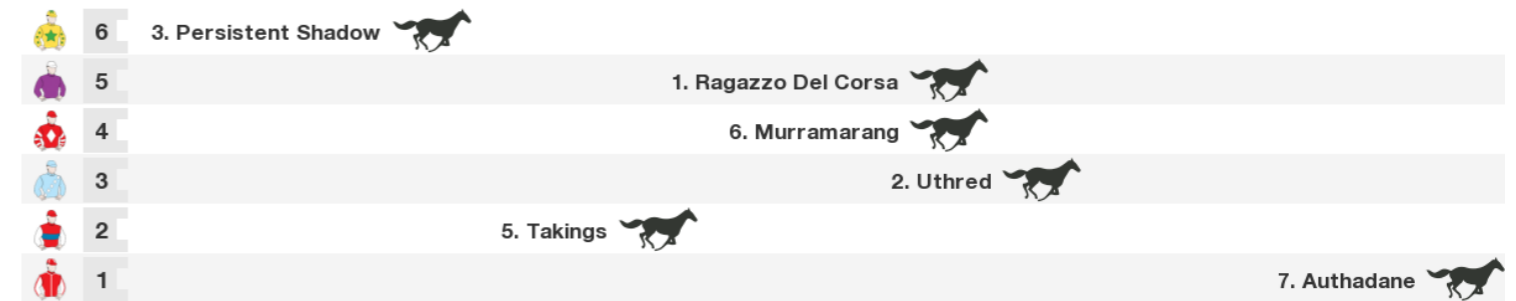 6 3. Persistent Shadow
5 1. Ragazzo Del Corsa
4 6. Murramarang
3 2. Uthred
2 5. Takings
1 7. Authadane